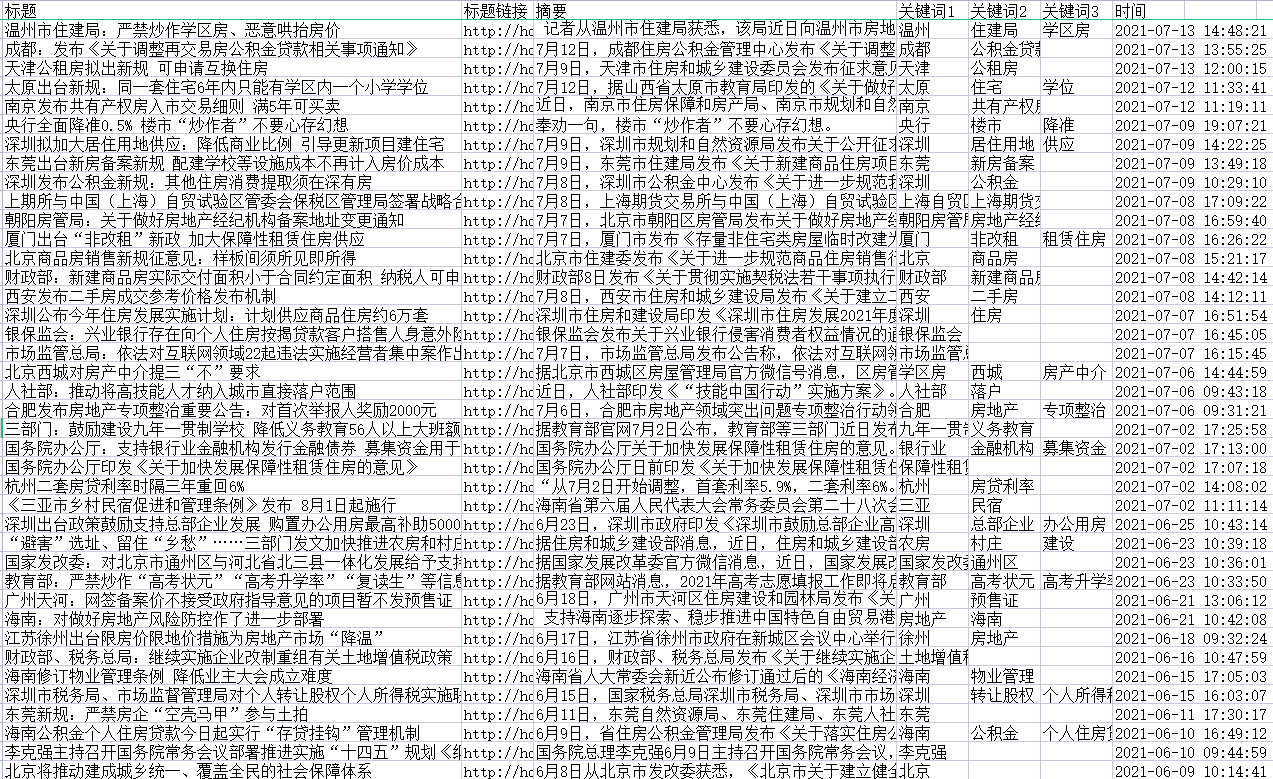 标题 标题链接 摘要 关键词1 关键词2 关键词3 时间
温州市住建局：严禁炒作学区房、恶意哄抬房价 http://ho 记者从温州市住建局获悉，该局近日向温州市房地 温州 住建局 学区房 2021-07-13 14:48:21
成都：发布《关于调整再交易房公积金贷款相关事项通知》 http://ho 7月12日，成都住房公积金管理中心发布《关于调整 成都 公积金贷款 2021-07-13 13:55:25
天津公租房拟出新规 可申请互换住房 http://ho 7月9日，天津市住房和城乡建设委员会发布征求意见 天津 公租房 2021-07-13 12:00:15
太原出台新规：同一套住宅6年内只能有学区内一个小学学位 http://ho 7月12日，据山西省太原市教育局印发的《关于做好 太原 住宅 学位 2021-07-12 11:33:41
南京发布共有产权房入市交易细则 满5年可买卖 http://ho 近日，南京市住房保障和房产局、南京市规划和自然 南京 共有产权房 2021-07-12 11:19:11
央行全面降准0.5% 楼市“炒作者”不要心存幻想 http://ho 奉劝一句，楼市“炒作者”不要心存幻想。 央行 楼市 降准 2021-07-09 19:07:21
深圳拟加大居住用地供应：降低商业比例 引导更新项目建住宅 http://ho 7月9日，深圳市规划和自然资源局发布关于公开征求 深圳 居住用地 供应 2021-07-09 14:22:25
东莞出台新房备案新规 配建学校等设施成本不再计入房价成本 http://ho 7月9日，东莞市住建局发布《关于新建商品住房项目 东莞 新房备案 2021-07-09 13:49:18
深圳发布公积金新规：其他住房消费提取须在深有房 http://ho 7月8日，深圳市公积金中心发布《关于进一步规范租 深圳 公积金 2021-07-09 10:29:10
上期所与中国（上海）自贸试验区管委会保税区管理局签署战略合 http://ho 7月8日，上海期货交易所与中国（上海）自贸试验区 上海自贸 上海期货交 2021-07-08 17:09:22
朝阳房管局：关于做好房地产经纪机构备案地址变更通知 http://ho 7月7日，北京市朝阳区房管局发布关于做好房地产经 朝阳房管 房地产经纪 2021-07-08 16:59:40
厦门出台“非改租”新政 加大保障性租赁住房供应 http://ho 7月7日，厦门市发布《存量非住宅类房屋临时改建为 厦门 非改租 租赁住房 2021-07-08 16:26:22
北京商品房销售新规征意见：样板间须所见即所得 http://ho 北京市住建委发布《关于进一步规范商品住房销售行 北京 商品房 2021-07-08 15:21:17
财政部：新建商品房实际交付面积小于合同约定面积 纳税人可申 http://ho 财政部8日发布《关于贯彻实施契税法若干事项执行 财政部 新建商品房 2021-07-08 14:42:14
西安发布二手房成交参考价格发布机制 http://ho 7月8日，西安市住房和城乡建设局发布《关于建立二 西安 二手房 2021-07-08 14:12:11
深圳公布今年住房发展实施计划：计划供应商品住房约6万套 http://ho 深圳市住房和建设局印发《深圳市住房发展2021年度 深圳 住房 2021-07-07 16:51:54
银保监会：兴业银行存在向个人住房按揭贷款客户搭售人身意外险 http://ho 银保监会发布关于兴业银行侵害消费者权益情况的通 银保监会 2021-07-07 16:45:05
市场监管总局：依法对互联网领域22起违法实施经营者集中案作出 http://ho 7月7日，市场监管总局发布公告称，依法对互联网领 市场监管总 2021-07-07 16:15:45
北京西城对房产中介提三“不”要求 http://ho 据北京市西城区房屋管理局官方微信号消息，区房管 学区房 西城 房产中介 2021-07-06 14:44:59
人社部，推动将高技能人才纳入城市直接落户范围 http://ho 近日，人社部印发《“技能中国行动”实施方案》。 人社部 落户 2021-07-06 09:43:18
合肥发布房地产专项整治重要公告：对首次举报人奖励2000元 http://ho 7月6日，合肥市房地产领域突出问题专项整治行动领 合肥 房地产 专项整治 2021-07-06 09:31:21
三部门：鼓励建设九年一贯制学校 降低义务教育56人以上大班额 http://ho 据教育部官网7月2日公布，教育部等三部门近日发布 九年一贯制 义务教育 2021-07-02 17:25:58
国务院办公厅：支持银行业金融机构发行金融债券 募集资金用于 http://ho 国务院办公厅关于加快发展保障性租赁住房的意见。 银行业 金融机构 募集资金 2021-07-02 17:13:00
国务院办公厅印发《关于加快发展保障性租赁住房的意见》 http://ho 国务院办公厅日前印发《关于加快发展保障性租赁住 保障性租赁 2021-07-02 17:07:18
杭州二套房贷利率时隔三年重回6% http://ho “从7月2日开始调整，首套利率5.9%，二套利率6%。 杭州 房贷利率 2021-07-02 14:08:02
《三亚市乡村民宿促进和管理条例》发布 8月1日起施行 http://ho 海南省第六届人民代表大会常务委员会第二十八次会 三亚 民宿 2021-07-02 11:11:14
深圳出台政策鼓励支持总部企业发展 购置办公用房最高补助5000 http://ho 6月23日，深圳市政府印发《深圳市鼓励总部企业高 深圳 总部企业 办公用房 2021-06-25 10:43:14
“避害”选址、留住“乡愁”……三部门发文加快推进农房和村庄 http://ho 据住房和城乡建设部消息，近日，住房和城乡建设部 农房 村庄 建设 2021-06-23 10:39:18
国家发改委：对北京市通州区与河北省北三县一体化发展给予支持 http://ho 据国家发展改革委官方微信消息，近日，国家发展改 国家发改委 通州区 2021-06-23 10:36:01
教育部：严禁炒作“高考状元”“高考升学率”“复读生”等信息 http://ho 据教育部网站消息，2021年高考志愿填报工作即将展 教育部 高考状元 高考升学率 2021-06-23 10:33:50
广州天河：网签备案价不接受政府指导意见的项目暂不发预售证 http://ho 6月18日，广州市天河区住房建设和园林局发布《关 广州 预售证 2021-06-21 13:06:12
海南：对做好房地产风险防控作了进一步部署 http://ho 支持海南逐步探索、稳步推进中国特色自由贸易港 房地产 海南 2021-06-21 10:42:08
江苏徐州出台限房价限地价措施为房地产市场“降温” http://ho 6月17日，江苏省徐州市政府在新城区会议中心举行 徐州 房地产 2021-06-18 09:32:24
财政部、税务总局：继续实施企业改制重组有关土地增值税政策 http://ho 6月16日，财政部、税务总局发布《关于继续实施企 土地增值税 2021-06-16 10:47:59
海南修订物业管理条例 降低业主大会成立难度 http://ho 海南省人大常委会新近公布修订通过后的《海南经济 海南 物业管理 2021-06-15 17:05:03
深圳市税务局、市场监督管理局对个人转让股权个人所得税实施联 http://ho 6月15日，国家税务总局深圳市税务局、深圳市市场 深圳 转让股权 个人所得税 2021-06-15 16:03:07
东莞新规：严禁房企“空壳马甲”参与土拍 http://ho 6月11日，东莞自然资源局、东莞住建局、东莞人社 东莞 2021-06-11 17:30:17
海南公积金个人住房贷款今日起实行“存贷挂钩”管理机制 http://ho 6月9日，省住房公积金管理局发布《关于落实住房公 海南 公积金 个人住房贷 2021-06-10 16:49:12
李克强主持召开国务院常务会议部署推进实施“十四五”规划《纲 http://ho 国务院总理李克强6月9日主持召开国务院常务会议， 李克强 2021-06-10 09:44:59
北京将推动建成城乡统一、覆盖全民的社会保障体系 http://ho 6月8日从北京市发改委获悉，《北京市关于建立健全 北京 2021-06-09 10:14:41